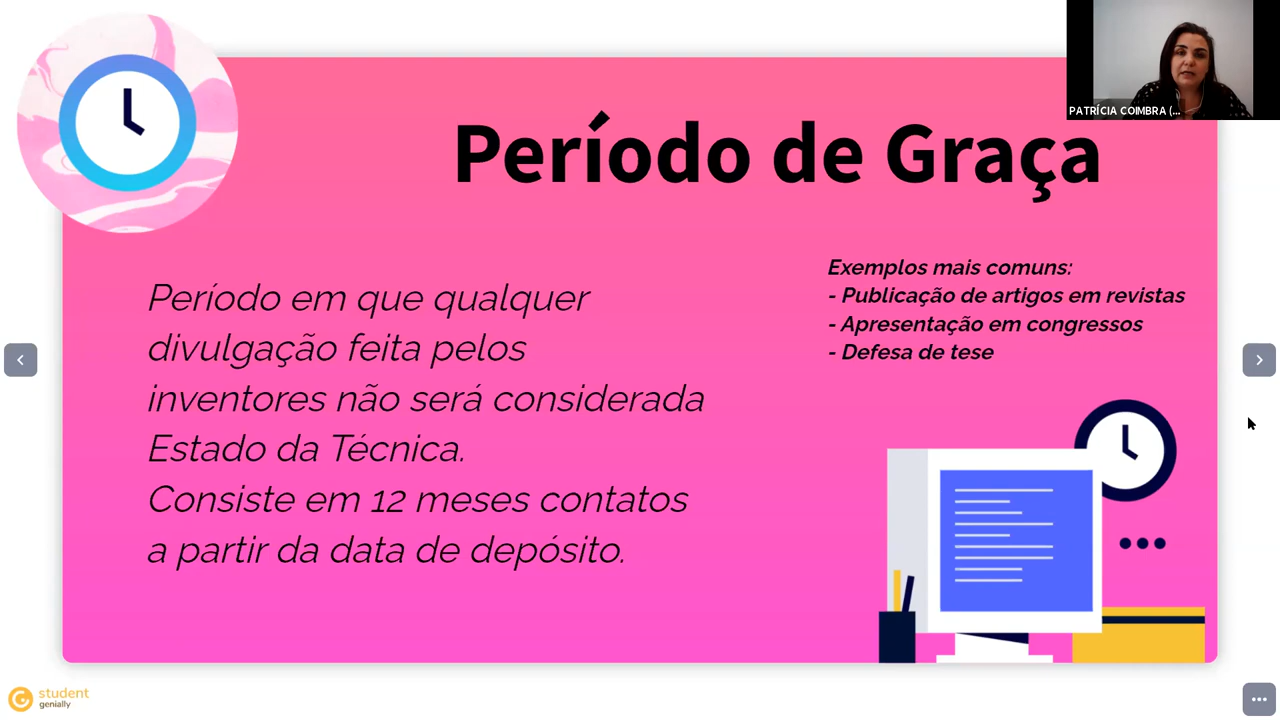 PATRÍCIA COIMBRA (...
Período de Graça
Período em que qualquer
divulgação feita pelos
inventores não será considerada
Estado da Técnica.
Consiste em 12 meses contatos
a partir da data de depósito.
Exemplos mais comuns:
- Publicação de artigos em revistas
- Apresentação em congressos
- Defesa de tese
student
genially